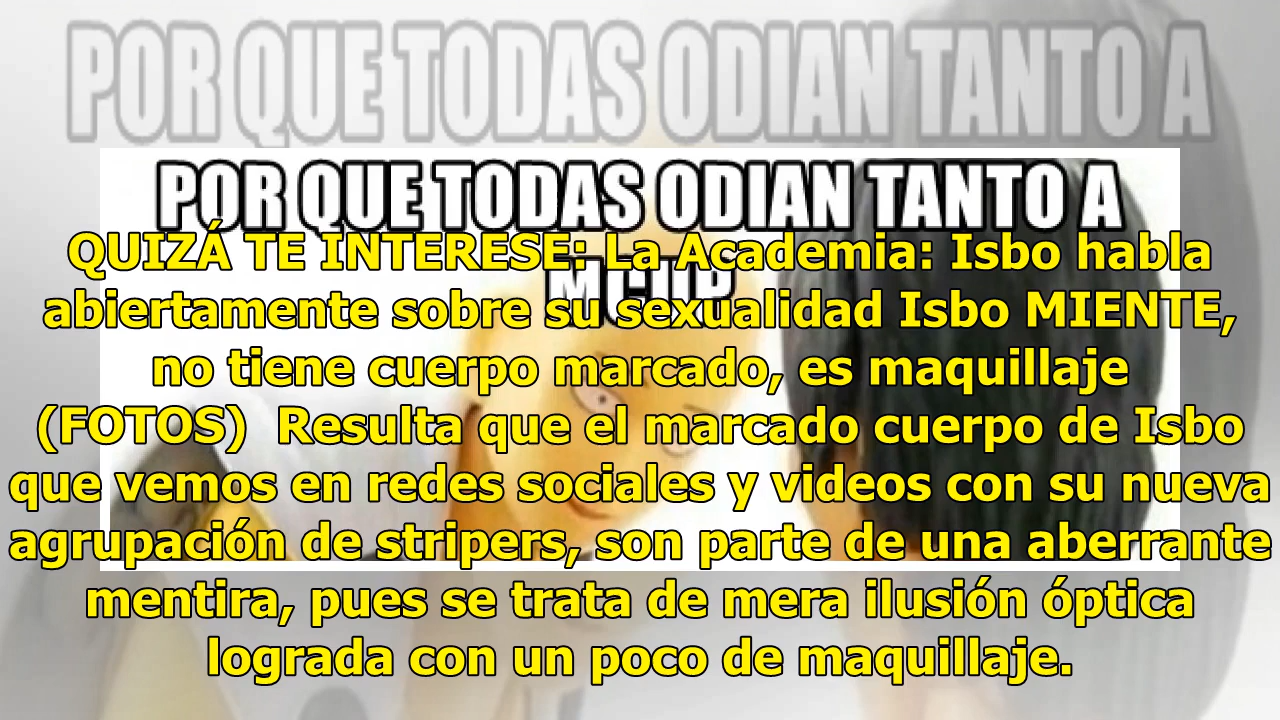 POR QUE TODAS ODIAN TANTO A
POR QUE TODAS ODIAN TANTO A
QUIZÁ TE INTERESE: La Academia: Isbo habla
abiertamente sobre su sexualidad Isbo MIENTE,
no tiene cuerpo marcado, es maquillaje
(FOTOS)  Resulta que el marcado cuerpo de Isbo
que vemos en redes sociales y videos con su nueva
agrupación de stripers, son parte de una aberrante
mentira, pues se trata de mera ilusión óptica
lograda con un poco de maquillaje.